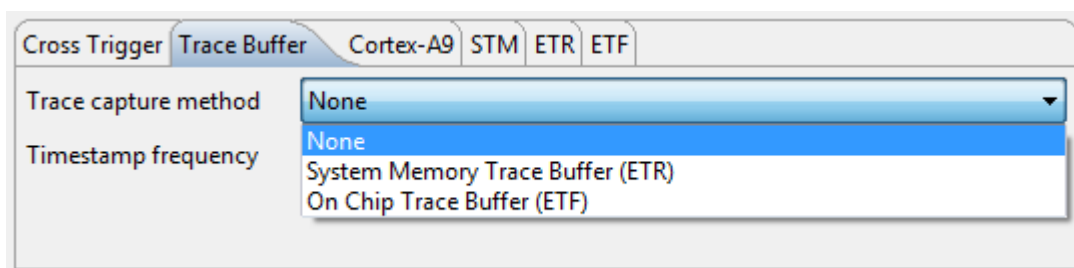 Cross Trigger Trace Buffer Cortex-A9 STM ETR ETF
Trace capture method None
None
Timestamp frequency
System Memory Trace Buffer (ETR)
On Chip Trace Buffer (ETF)